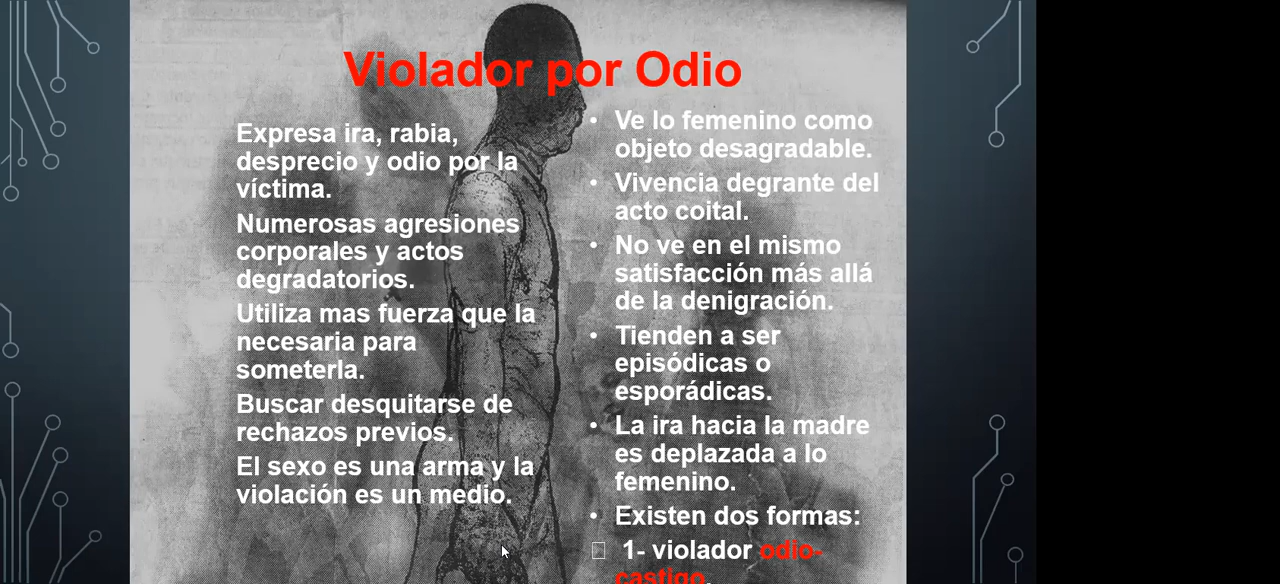 Violador por Odio
Expresa ira, rabia,
desprecio y odio por la
víctima.
Numerosas agresiones
corporales y actos
degradatorios.
Utiliza mas fuerza que la
necesaria para
someterla.
Buscar desquitarse de
rechazos previos.
El sexo es una arma y la
violación es un medio.
• Ve lo femenino como
objeto desagradable.
• Vivencia degrante del
acto coital.
• No ve en el mismo
satisfacción más allá
de la denigración.
• Tienden a ser
episódicas o
esporádicas.
• La ira hacia la madre
es deplazada a lo
femenino.
• Existen dos formas:
1- violador odio-
castigo.